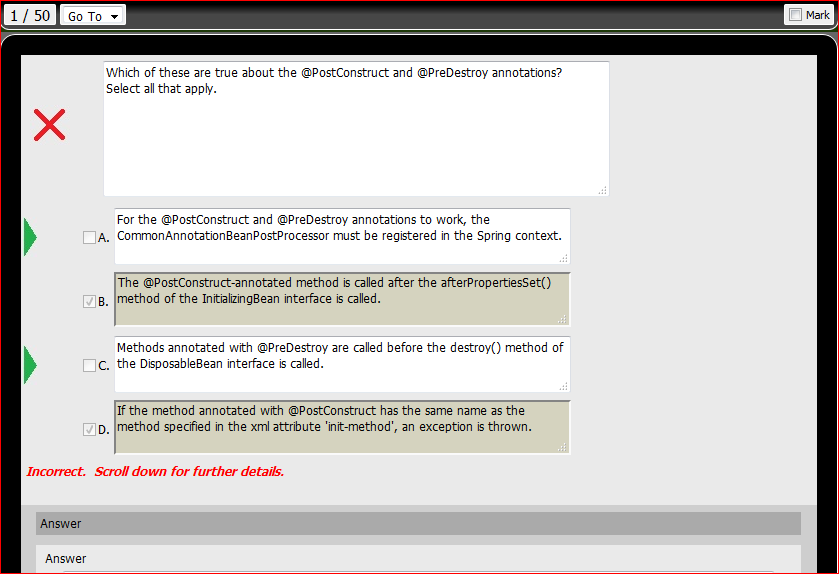 1 / 50 Go To Mark
Which of these are true about the @PostConstruct and @PreDestroy annotations?
Select all that apply.
For the @PostConstruct and @PreDestroy annotations to work, the
A. CommonAnnotationBeanPostProcessor must be registered in the Spring context.
The @PostConstruct-annotated method is called after the afterPropertiesSet()
B. method of the InitializingBean interface is called.
Methods annotated with @PreDestroy are called before the destroy() method of
C. the DisposableBean interface is called.
If the method annotated with @PostConstruct has the same name as the
D. method specified in the xml attribute 'init-method', an exception is thrown.
Incorrect. Scroll down for further details.
Answer
Answer